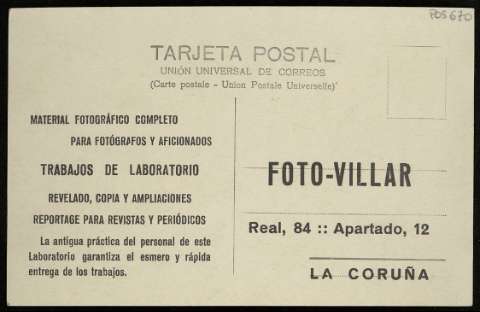 POS 670
TARJETA POSTAL
UNIÓN UNIVERSAL DE CORREOS
(Carte postale - Union Postale Universelle)
MATERIAL FOTOGRÁFICO COMPLETO
PARA FOTÓGRAFOS Y AFICIONADOS
TRABAJOS DE LABORATORIO
REVELADO, COPIA Y AMPLIACIONES
REPORTAGE PARA REVISTAS Y PERIÓDICOS
La antigua práctica del personal de este
Laboratorio garantiza el esmero y rápida
entrega de los trabajos.
FOTO-VILLAR
Real, 84 :: Apartado, 12
LA CORUÑA